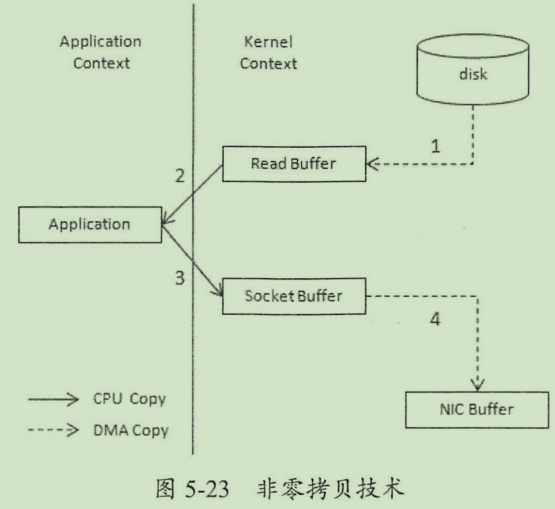 Application
Context
Kernel
Context
disk
1
Read Buffer
2
Application
3
Socket Buffer
4
CPU Copy
DMA Copy
NIC Buffer
图 5-23 非零拷贝技术